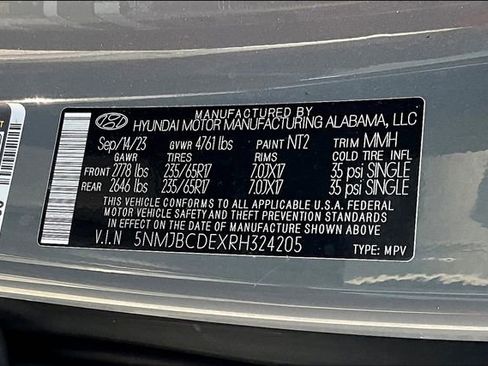 MANUFACTURED BY
HYUNDAI MOTOR MANUFACTURING ALABAMA, LLC
Sep/14/23 GVWR 4761 lbs PAINT NT2 TRIM MMH
GAWR TIRES RIMS COLD TIRE INFL
FRONT 2778 lbs 235/65R17 7.0JX17 35 psi SINGLE
REAR 2646 lbs 235/65R17 7.0JX17 35 psi SINGLE
THIS VEHICLE CONFORMS TO ALL APPLICABLE U.S.A. FEDERAL
MOTOR VEHICLE SAFETY AND THEFT PREVENTION STANDARDS
IN EFFECT ON THE DATE OF MANUFACTURE SHOWN ABOVE
V.I.N 5NMJBCDEXRH324205 TYPE: MPV